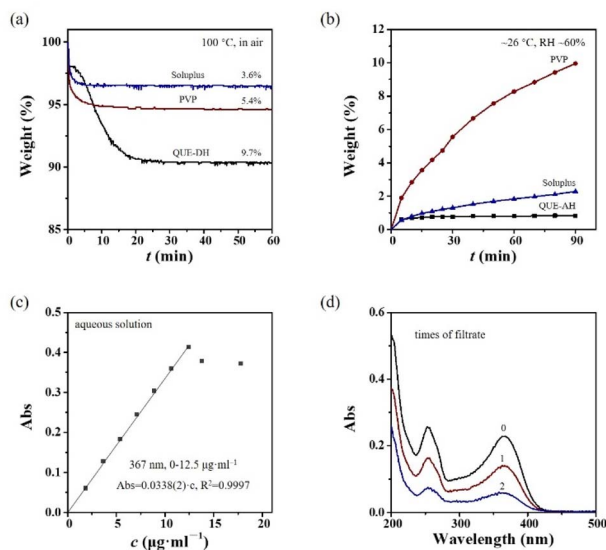 (a)
100 °C, in air
Soluplus 3.6%
PVP 5.4%
QUE-DH 9.7%
100
95
90
85
Weight (%)
0 10 20 30 40 50 60
t (min)
(b)
~26 °C, RH ~60%
PVP
Soluplus
QUE-AH
12
10
8
6
4
2
0
Weight (%)
0 30 60 90
t (min)
(c)
aqueous solution
367 nm, 0-12.5 μg·ml⁻¹
Abs=0.0338(2)·c, R²=0.9997
0.5
0.4
0.3
0.2
0.1
0.0
Abs
0 5 10 15 20
c (μg·ml⁻¹)
(d)
times of filtrate
0
1
2
0.6
0.4
0.2
0.0
Abs
200 300 400 500
Wavelength (nm)